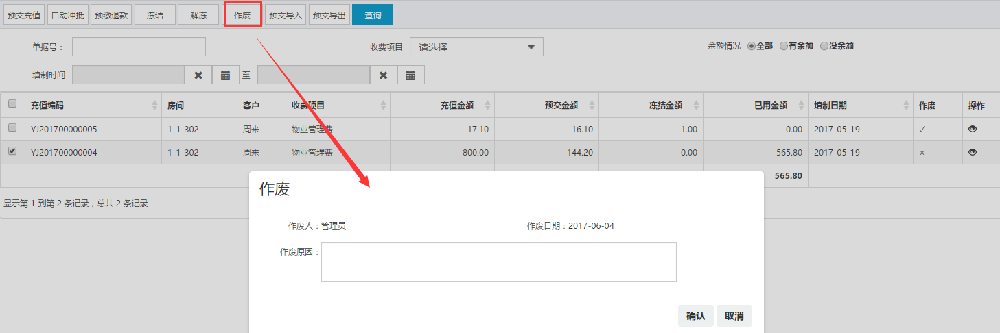 预交充值 自动冲抵 预缴退款 冻结 解冻 作废 预交导入 预交导出 查询
单据号： 收费项目 请选择 余额情况 全部 有余额 没余额
填制时间 至
充值编码 房间 客户 收费项目 充值金额 预交金额 冻结金额 已用金额 填制日期 作废 操作
YJ201700000005 1-1-302 周来 物业管理费 17.10 16.10 1.00 0.00 2017-05-19 ✓
YJ201700000004 1-1-302 周来 物业管理费 800.00 144.20 0.00 565.80 2017-05-19 ×
565.80
显示第 1 到第 2 条记录，总共 2 条记录
作废
作废人：管理员 作废日期：2017-06-04
作废原因：
确认 取消